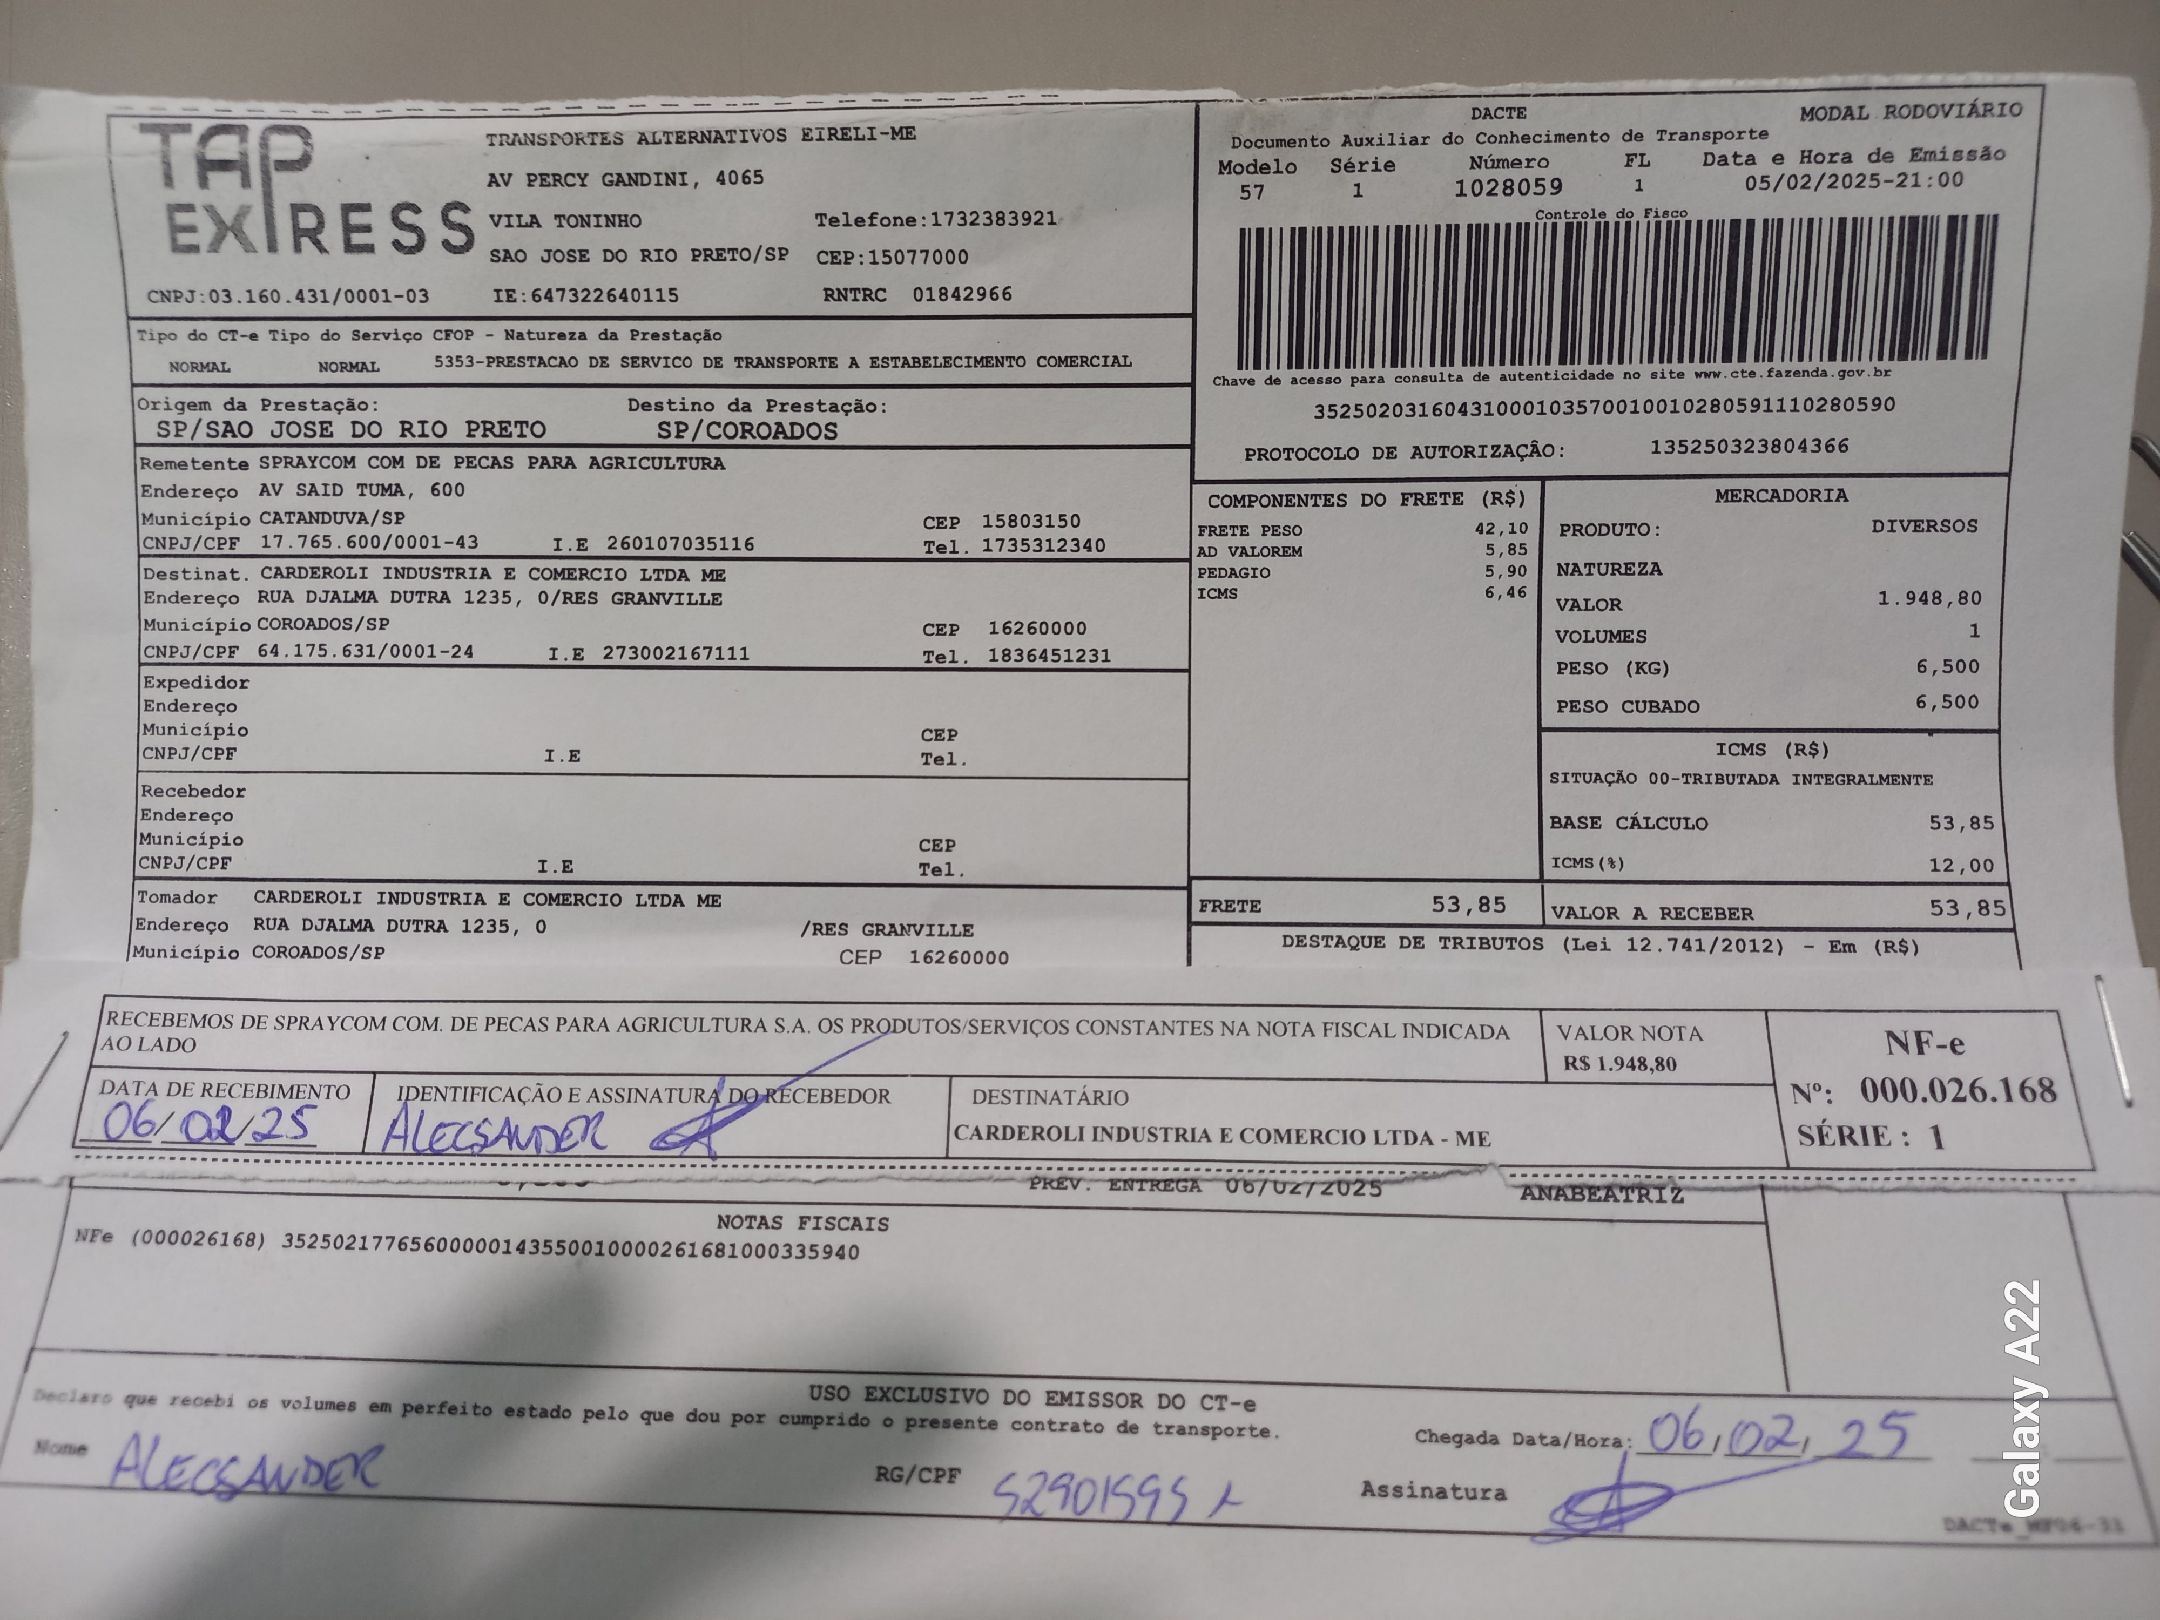 TAP EXPRESS
TRANSPORTES ALTERNATIVOS EIRELI-ME
AV PERCY GANDINI, 4065
VILA TONINHO Telefone:1732383921
SAO JOSE DO RIO PRETO/SP CEP:15077000
CNPJ:03.160.431/0001-03 IE:647322640115 RNTRC 01842966
DACTE MODAL RODOVIÁRIO
Documento Auxiliar do Conhecimento de Transporte
Modelo Série Número FL Data e Hora de Emissão
57 1 1028059 1 05/02/2025-21:00
Controle do Fisco
Chave de acesso para consulta de autenticidade no site www.cte.fazenda.gov.br
35250203160431000103570010010280591110280590
PROTOCOLO DE AUTORIZAÇÂO: 135250323804366
Tipo do CT-e Tipo do Serviço CFOP - Natureza da Prestação
NORMAL NORMAL 5353-PRESTACAO DE SERVICO DE TRANSPORTE A ESTABELECIMENTO COMERCIAL
Origem da Prestação: Destino da Prestação:
SP/SAO JOSE DO RIO PRETO SP/COROADOS
Remetente SPRAYCOM COM DE PECAS PARA AGRICULTURA
Endereço AV SAID TUMA, 600
Município CATANDUVA/SP CEP 15803150
CNPJ/CPF 17.765.600/0001-43 I.E 260107035116 Tel. 1735312340
Destinat. CARDEROLI INDUSTRIA E COMERCIO LTDA ME
Endereço RUA DJALMA DUTRA 1235, 0/RES GRANVILLE
Município COROADOS/SP CEP 16260000
CNPJ/CPF 64.175.631/0001-24 I.E 273002167111 Tel. 1836451231
Expedidor
Endereço
Município CEP
CNPJ/CPF I.E Tel.
Recebedor
Endereço
Município CEP
CNPJ/CPF I.E Tel.
Tomador CARDEROLI INDUSTRIA E COMERCIO LTDA ME
Endereço RUA DJALMA DUTRA 1235, 0 /RES GRANVILLE
Município COROADOS/SP CEP 16260000
COMPONENTES DO FRETE (R$)
FRETE PESO 42,10
AD VALOREM 5,85
PEDAGIO 5,90
ICMS 6,46
FRETE 53,85
MERCADORIA
PRODUTO: DIVERSOS
NATUREZA
VALOR 1.948,80
VOLUMES 1
PESO (KG) 6,500
PESO CUBADO 6,500
ICMS (R$)
SITUAÇÃO 00-TRIBUTADA INTEGRALMENTE
BASE CÁLCULO 53,85
ICMS(%) 12,00
VALOR A RECEBER 53,85
DESTAQUE DE TRIBUTOS (Lei 12.741/2012) - Em (R$)
RECEBEMOS DE SPRAYCOM COM. DE PECAS PARA AGRICULTURA S.A. OS PRODUTOS/SERVIÇOS CONSTANTES NA NOTA FISCAL INDICADA
AO LADO
VALOR NOTA
R$ 1.948,80
NF-e
Nº: 000.026.168
SÉRIE : 1
DATA DE RECEBIMENTO IDENTIFICAÇÃO E ASSINATURA DO RECEBEDOR DESTINATÁRIO
06/02/25 ALECSANDER CARDEROLI INDUSTRIA E COMERCIO LTDA - ME
PREV. ENTREGA 06/02/2025 ANABEATRIZ
NOTAS FISCAIS
NFe (000026168) 35250217765600000143550010000261681000335940
USO EXCLUSIVO DO EMISSOR DO CT-e
Declaro que recebi os volumes em perfeito estado pelo que dou por cumprido o presente contrato de transporte.
Nome ALECSANDER RG/CPF Chegada Data/Hora: 06/02/25
Assinatura
Galaxy A22